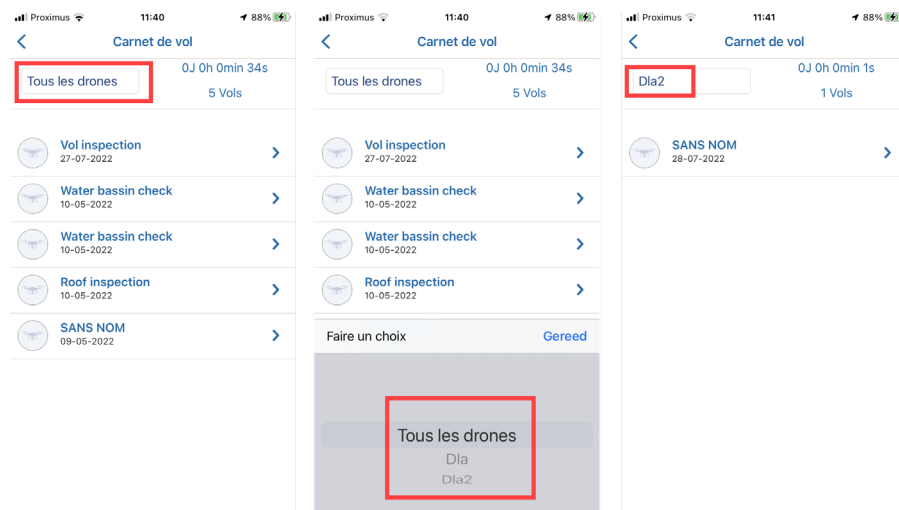 Proximus 11:40 88%
Carnet de vol
Tous les drones
0J 0h 0min 34s
5 Vols
Vol inspection
27-07-2022
Water bassin check
10-05-2022
Water bassin check
10-05-2022
Roof inspection
10-05-2022
SANS NOM
09-05-2022
Proximus 11:40 88%
Carnet de vol
Tous les drones
0J 0h 0min 34s
5 Vols
Vol inspection
27-07-2022
Water bassin check
10-05-2022
Water bassin check
10-05-2022
Roof inspection
10-05-2022
Faire un choix Gereed
Tous les drones
Dla
Dla2
Proximus 11:41 88%
Carnet de vol
Dla2
0J 0h 0min 1s
1 Vols
SANS NOM
28-07-2022